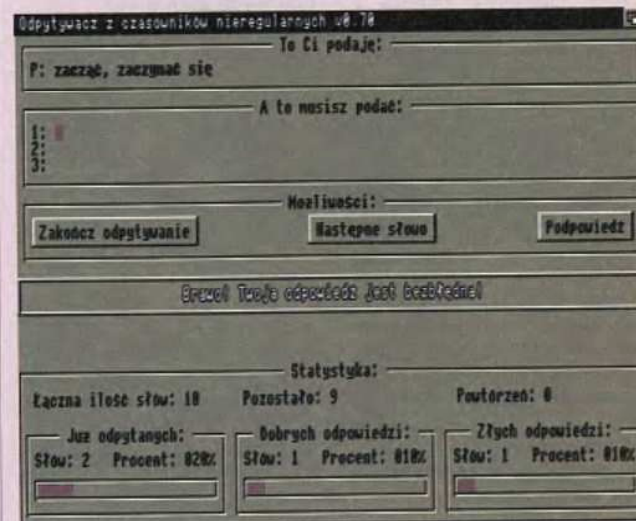 Odpytywacz z czasowników nieregularnych v0.70
To Ci podaję:
P: zacząć, zaczynać się
A to musisz podać:
1:
2:
3:
Możliwości:
Zakończ odpytywanie Następne słowo Podpowiedz
Brawo! Twoja odpowiedź jest bezbłędna!
Statystyka:
Łączna ilość słów: 10 Pozostało: 9 Powtórzeń: 0
Już odpytanych: Dobrych odpowiedzi: Złych odpowiedzi:
Słów: 2 Procent: 020% Słów: 1 Procent: 010% Słów: 1 Procent: 010%